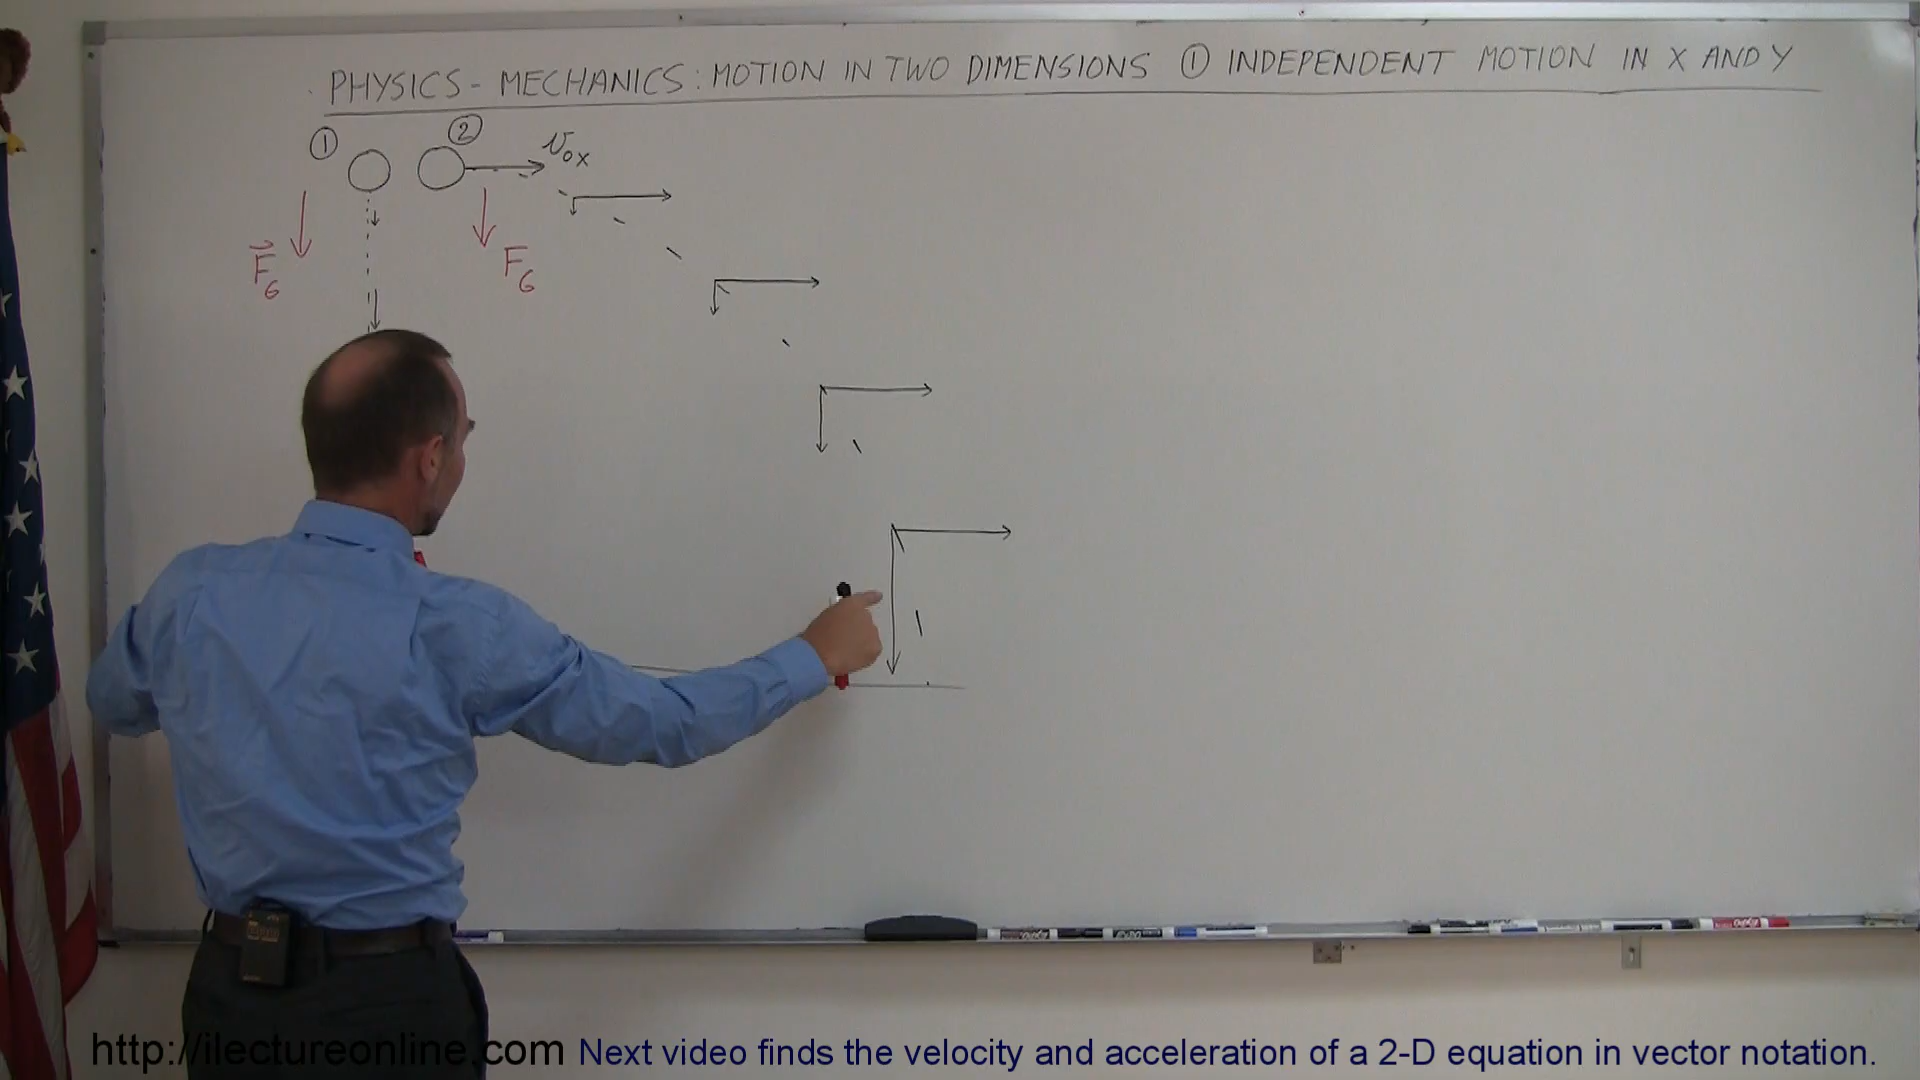 PHYSICS - MECHANICS: MOTION IN TWO DIMENSIONS ① INDEPENDENT MOTION IN X AND Y
① ② v₀ₓ
F⃗_G F_G
http://ilectureonline.com Next video finds the velocity and acceleration of a 2-D equation in vector notation.